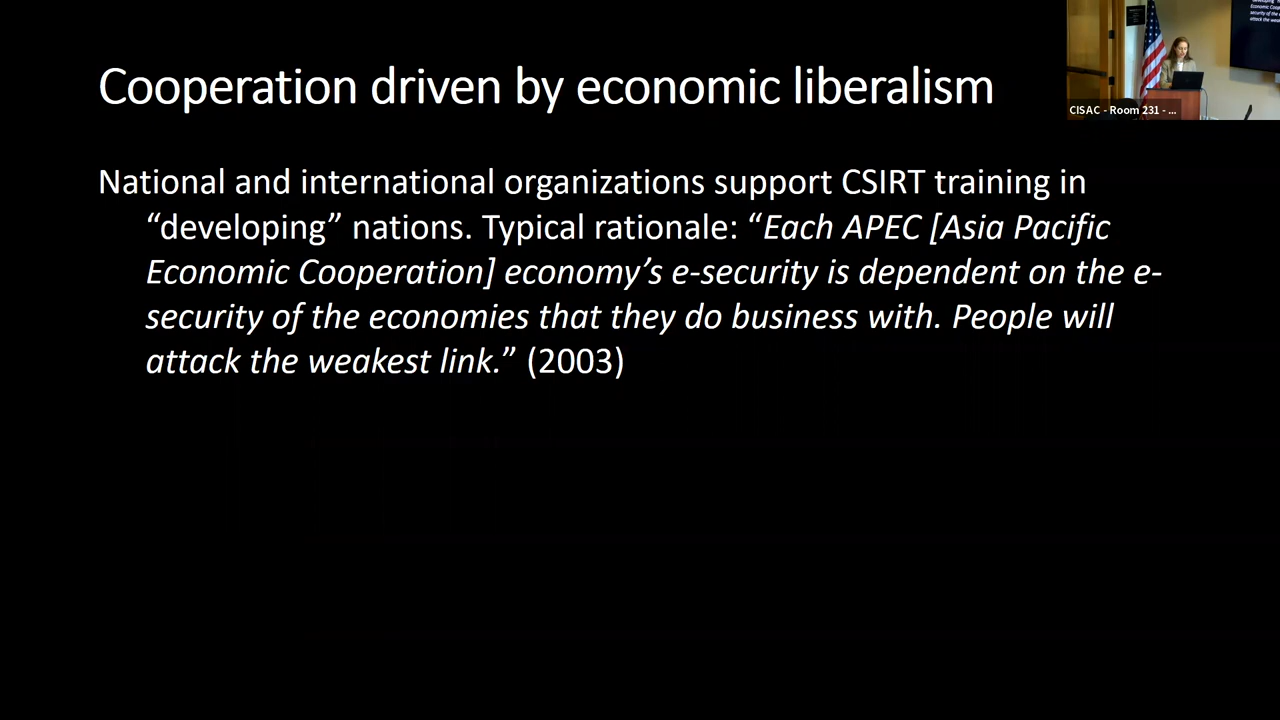 Cooperation driven by economic liberalism
National and international organizations support CSIRT training in
“developing” nations. Typical rationale: “Each APEC [Asia Pacific
Economic Cooperation] economy’s e-security is dependent on the e-
security of the economies that they do business with. People will
attack the weakest link.” (2003)
CISAC - Room 231 - ...